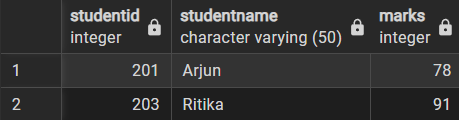 studentid studentname marks
integer character varying (50) integer
1 201 Arjun 78
2 203 Ritika 91